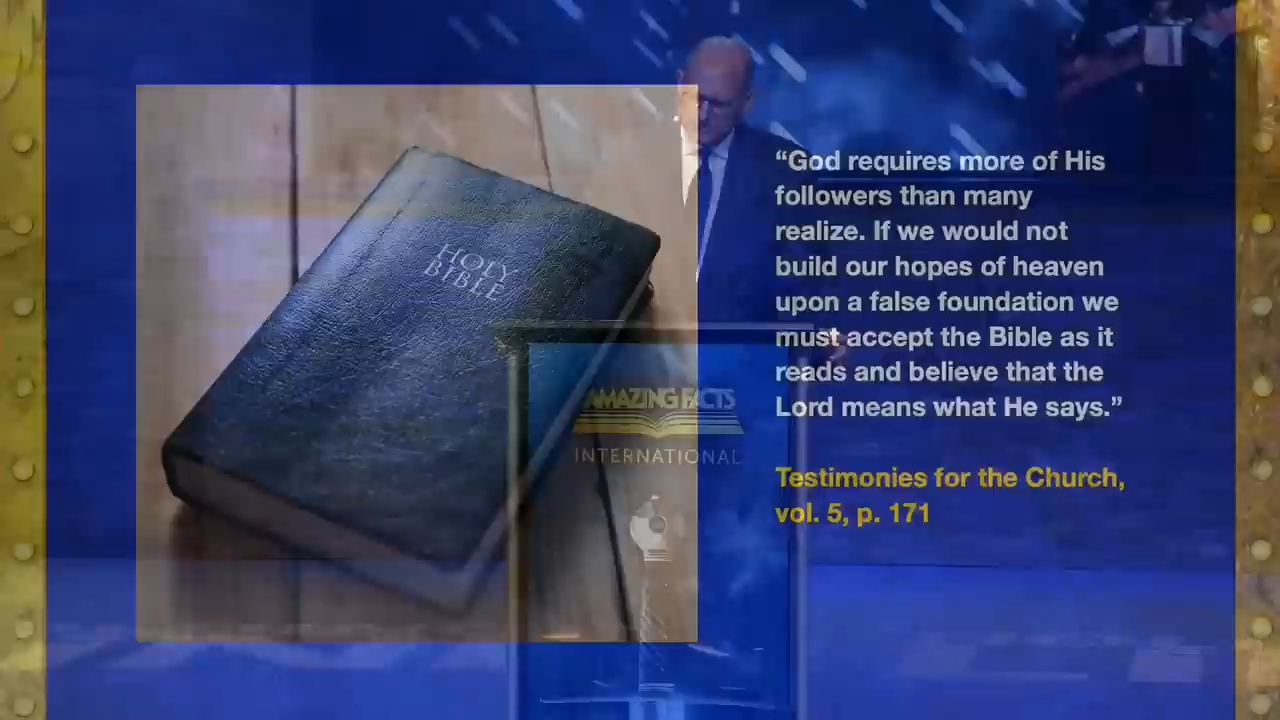 HOLY
BIBLE
“God requires more of His
followers than many
realize. If we would not
build our hopes of heaven
upon a false foundation we
must accept the Bible as it
reads and believe that the
Lord means what He says.”
Testimonies for the Church,
vol. 5, p. 171
AMAZING FACTS
INTERNATIONAL